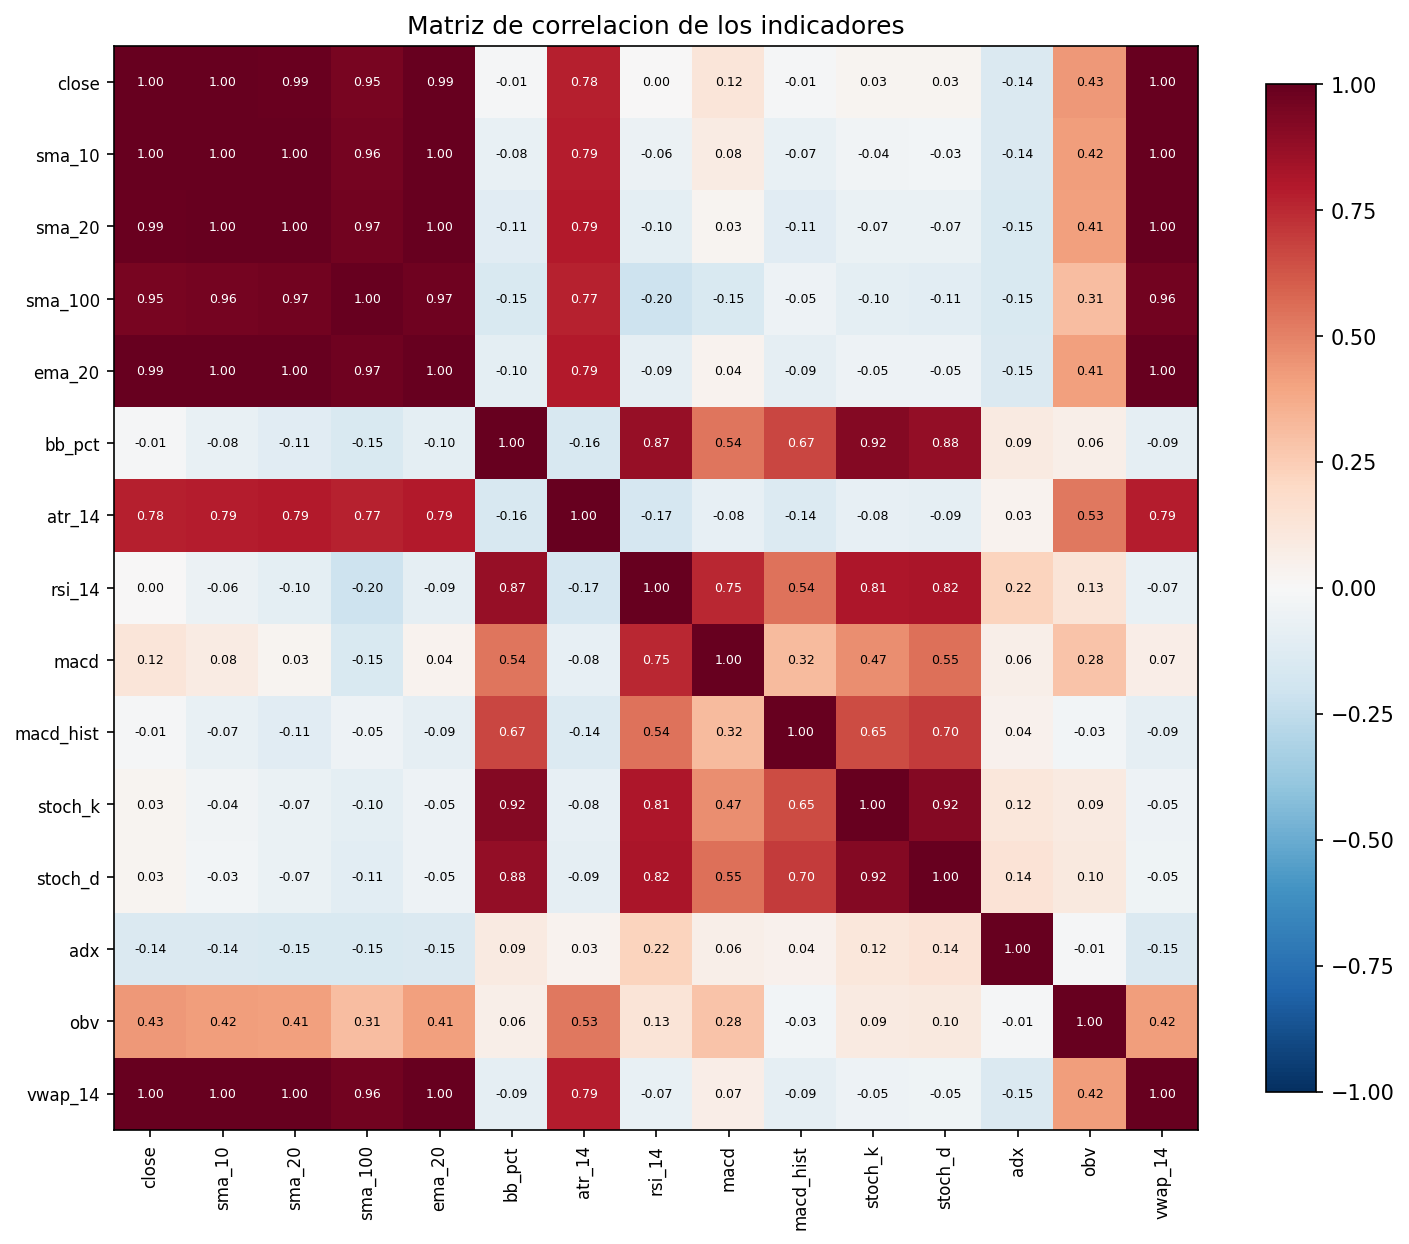 Matriz de correlacion de los indicadores
close 1.00 1.00 0.99 0.95 0.99 -0.01 0.78 0.00 0.12 -0.01 0.03 0.03 -0.14 0.43 1.00
sma_10 1.00 1.00 1.00 0.96 1.00 -0.08 0.79 -0.06 0.08 -0.07 -0.04 -0.03 -0.14 0.42 1.00
sma_20 0.99 1.00 1.00 0.97 1.00 -0.11 0.79 -0.10 0.03 -0.11 -0.07 -0.07 -0.15 0.41 1.00
sma_100 0.95 0.96 0.97 1.00 0.97 -0.15 0.77 -0.20 -0.15 -0.05 -0.10 -0.11 -0.15 0.31 0.96
ema_20 0.99 1.00 1.00 0.97 1.00 -0.10 0.79 -0.09 0.04 -0.09 -0.05 -0.05 -0.15 0.41 1.00
bb_pct -0.01 -0.08 -0.11 -0.15 -0.10 1.00 -0.16 0.87 0.54 0.67 0.92 0.88 0.09 0.06 -0.09
atr_14 0.78 0.79 0.79 0.77 0.79 -0.16 1.00 -0.17 -0.08 -0.14 -0.08 -0.09 0.03 0.53 0.79
rsi_14 0.00 -0.06 -0.10 -0.20 -0.09 0.87 -0.17 1.00 0.75 0.54 0.81 0.82 0.22 0.13 -0.07
macd 0.12 0.08 0.03 -0.15 0.04 0.54 -0.08 0.75 1.00 0.32 0.47 0.55 0.06 0.28 0.07
macd_hist -0.01 -0.07 -0.11 -0.05 -0.09 0.67 -0.14 0.54 0.32 1.00 0.65 0.70 0.04 -0.03 -0.09
stoch_k 0.03 -0.04 -0.07 -0.10 -0.05 0.92 -0.08 0.81 0.47 0.65 1.00 0.92 0.12 0.09 -0.05
stoch_d 0.03 -0.03 -0.07 -0.11 -0.05 0.88 -0.09 0.82 0.55 0.70 0.92 1.00 0.14 0.10 -0.05
adx -0.14 -0.14 -0.15 -0.15 -0.15 0.09 0.03 0.22 0.06 0.04 0.12 0.14 1.00 -0.01 -0.15
obv 0.43 0.42 0.41 0.31 0.41 0.06 0.53 0.13 0.28 -0.03 0.09 0.10 -0.01 1.00 0.42
vwap_14 1.00 1.00 1.00 0.96 1.00 -0.09 0.79 -0.07 0.07 -0.09 -0.05 -0.05 -0.15 0.42 1.00
close sma_10 sma_20 sma_100 ema_20 bb_pct atr_14 rsi_14 macd macd_hist stoch_k stoch_d adx obv vwap_14
1.00
0.75
0.50
0.25
0.00
−0.25
−0.50
−0.75
−1.00